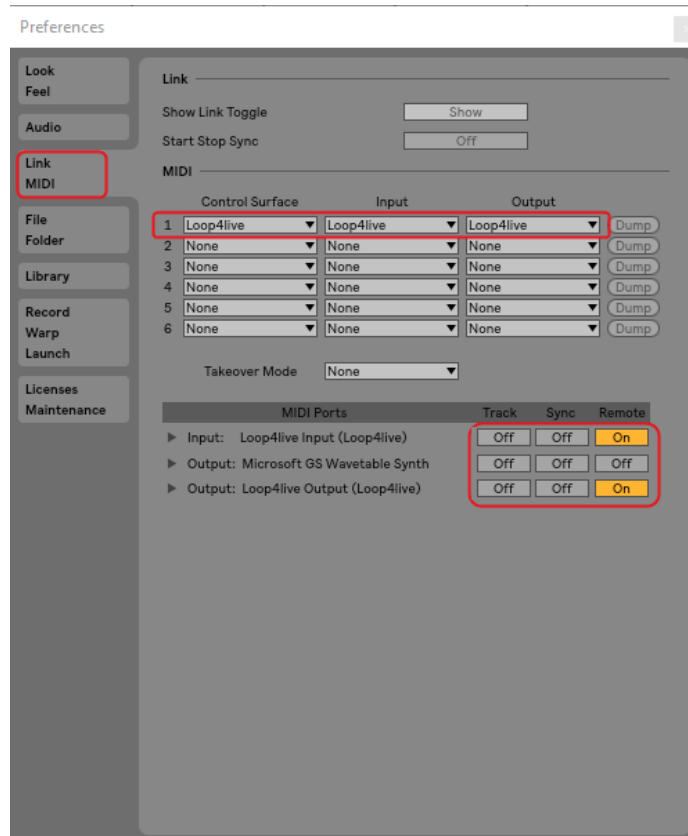 Preferences
Look
Feel
Audio
Link
MIDI
File
Folder
Library
Record
Warp
Launch
Licenses
Maintenance
Link
Show Link Toggle Show
Start Stop Sync Off
MIDI
Control Surface Input Output
1 Loop4live Loop4live Loop4live Dump
2 None None None Dump
3 None None None Dump
4 None None None Dump
5 None None None Dump
6 None None None Dump
Takeover Mode None
MIDI Ports Track Sync Remote
Input: Loop4live Input (Loop4live) Off Off On
Output: Microsoft GS Wavetable Synth Off Off Off
Output: Loop4live Output (Loop4live) Off Off On